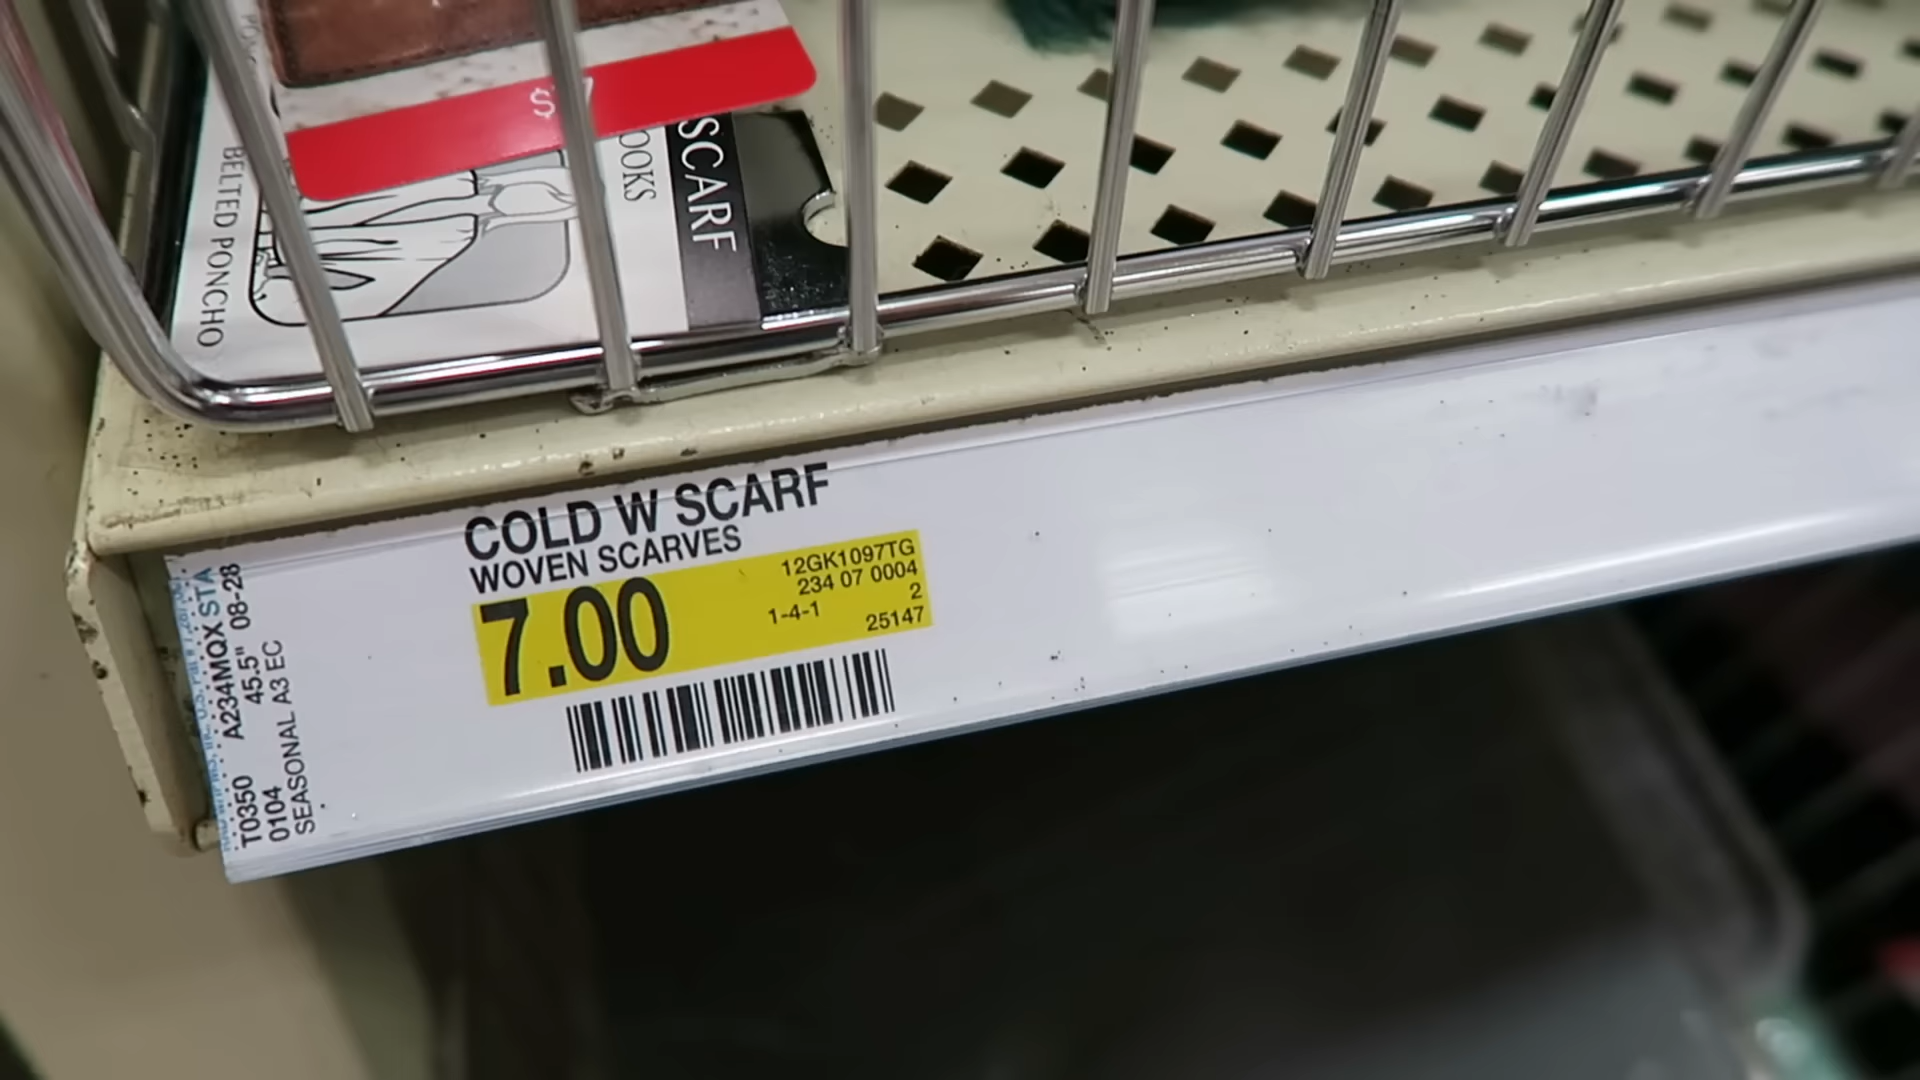 $7
SCARF
OOKS
BELTED PONCHO
COLD W SCARF
WOVEN SCARVES
7.00
12GK1097TG
234 07 0004
2
1-4-1
25147
A234MQX STA
T0350 45.5" 08-28
0104
SEASONAL A3 EC